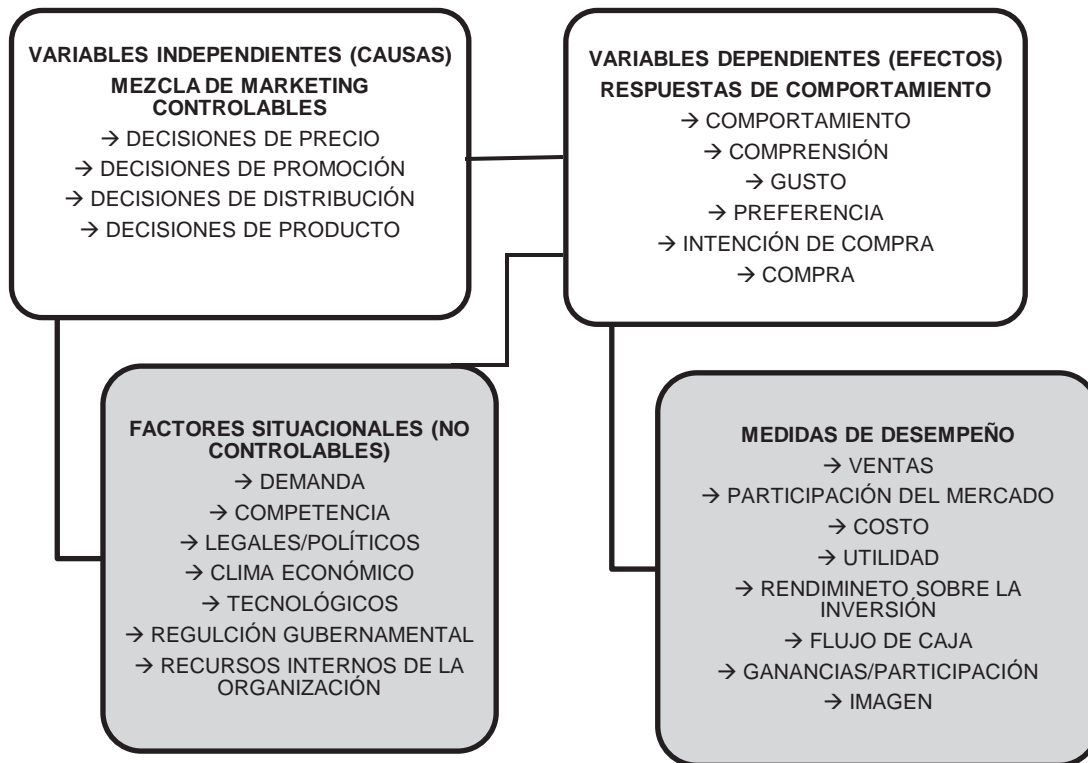 VARIABLES INDEPENDIENTES (CAUSAS)
MEZCLA DE MARKETING
CONTROLABLES
→ DECISIONES DE PRECIO
→ DECISIONES DE PROMOCIÓN
→ DECISIONES DE DISTRIBUCIÓN
→ DECISIONES DE PRODUCTO
VARIABLES DEPENDIENTES (EFECTOS)
RESPUESTAS DE COMPORTAMIENTO
→ COMPORTAMIENTO
→ COMPRENSIÓN
→ GUSTO
→ PREFERENCIA
→ INTENCIÓN DE COMPRA
→ COMPRA
FACTORES SITUACIONALES (NO
CONTROLABLES)
→ DEMANDA
→ COMPETENCIA
→ LEGALES/POLÍTICOS
→ CLIMA ECONÓMICO
→ TECNOLÓGICOS
→ REGULCIÓN GUBERNAMENTAL
→ RECURSOS INTERNOS DE LA
ORGANIZACIÓN
MEDIDAS DE DESEMPEÑO
→ VENTAS
→ PARTICIPACIÓN DEL MERCADO
→ COSTO
→ UTILIDAD
→ RENDIMINETO SOBRE LA
INVERSIÓN
→ FLUJO DE CAJA
→ GANANCIAS/PARTICIPACIÓN
→ IMAGEN